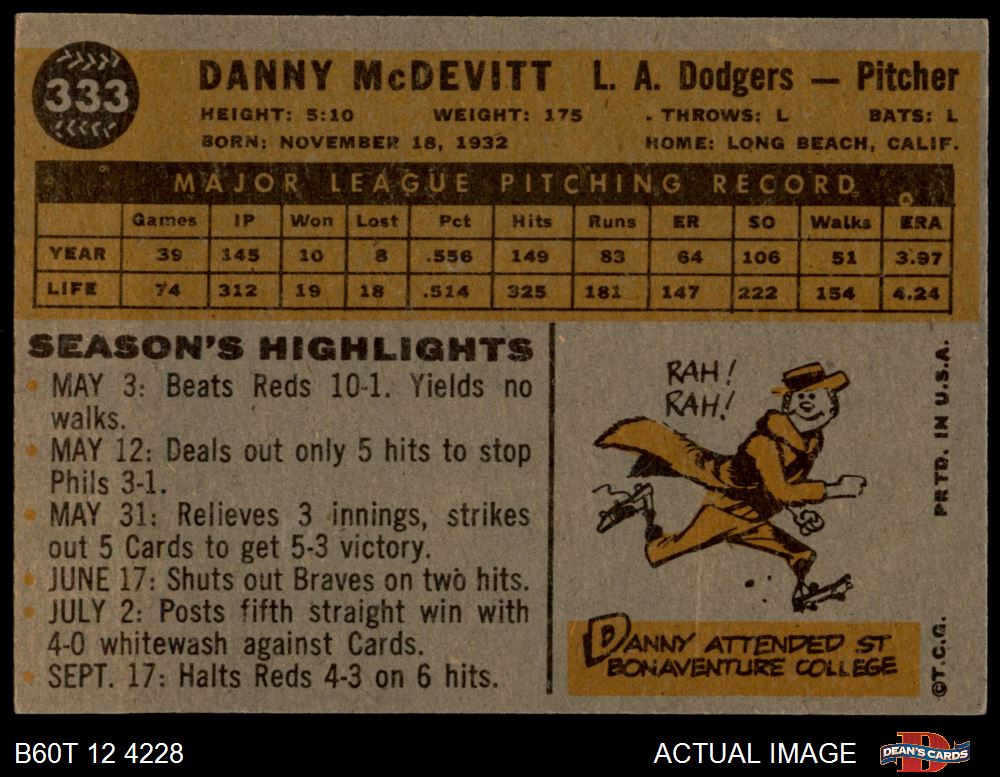 333
DANNY McDEVITT L. A. Dodgers — Pitcher
HEIGHT: 5:10 WEIGHT: 175 THROWS: L BATS: L
BORN: NOVEMBER 18, 1932 HOME: LONG BEACH, CALIF.
MAJOR LEAGUE PITCHING RECORD
Games IP Won Lost Pct Hits Runs ER SO Walks ERA
YEAR 39 145 10 8 .556 149 83 64 106 51 3.97
LIFE 74 312 19 18 .514 325 181 147 222 154 4.24
SEASON'S HIGHLIGHTS
• MAY 3: Beats Reds 10-1. Yields no
walks.
• MAY 12: Deals out only 5 hits to stop
Phils 3-1.
• MAY 31: Relieves 3 innings, strikes
out 5 Cards to get 5-3 victory.
• JUNE 17: Shuts out Braves on two hits.
• JULY 2: Posts fifth straight win with
4-0 whitewash against Cards.
• SEPT. 17: Halts Reds 4-3 on 6 hits.
RAH!
RAH!
DANNY ATTENDED ST
BONAVENTURE COLLEGE
©T.C.G. PRTD. IN U.S.A.
B60T 12 4228 ACTUAL IMAGE
DEAN'S CARDS